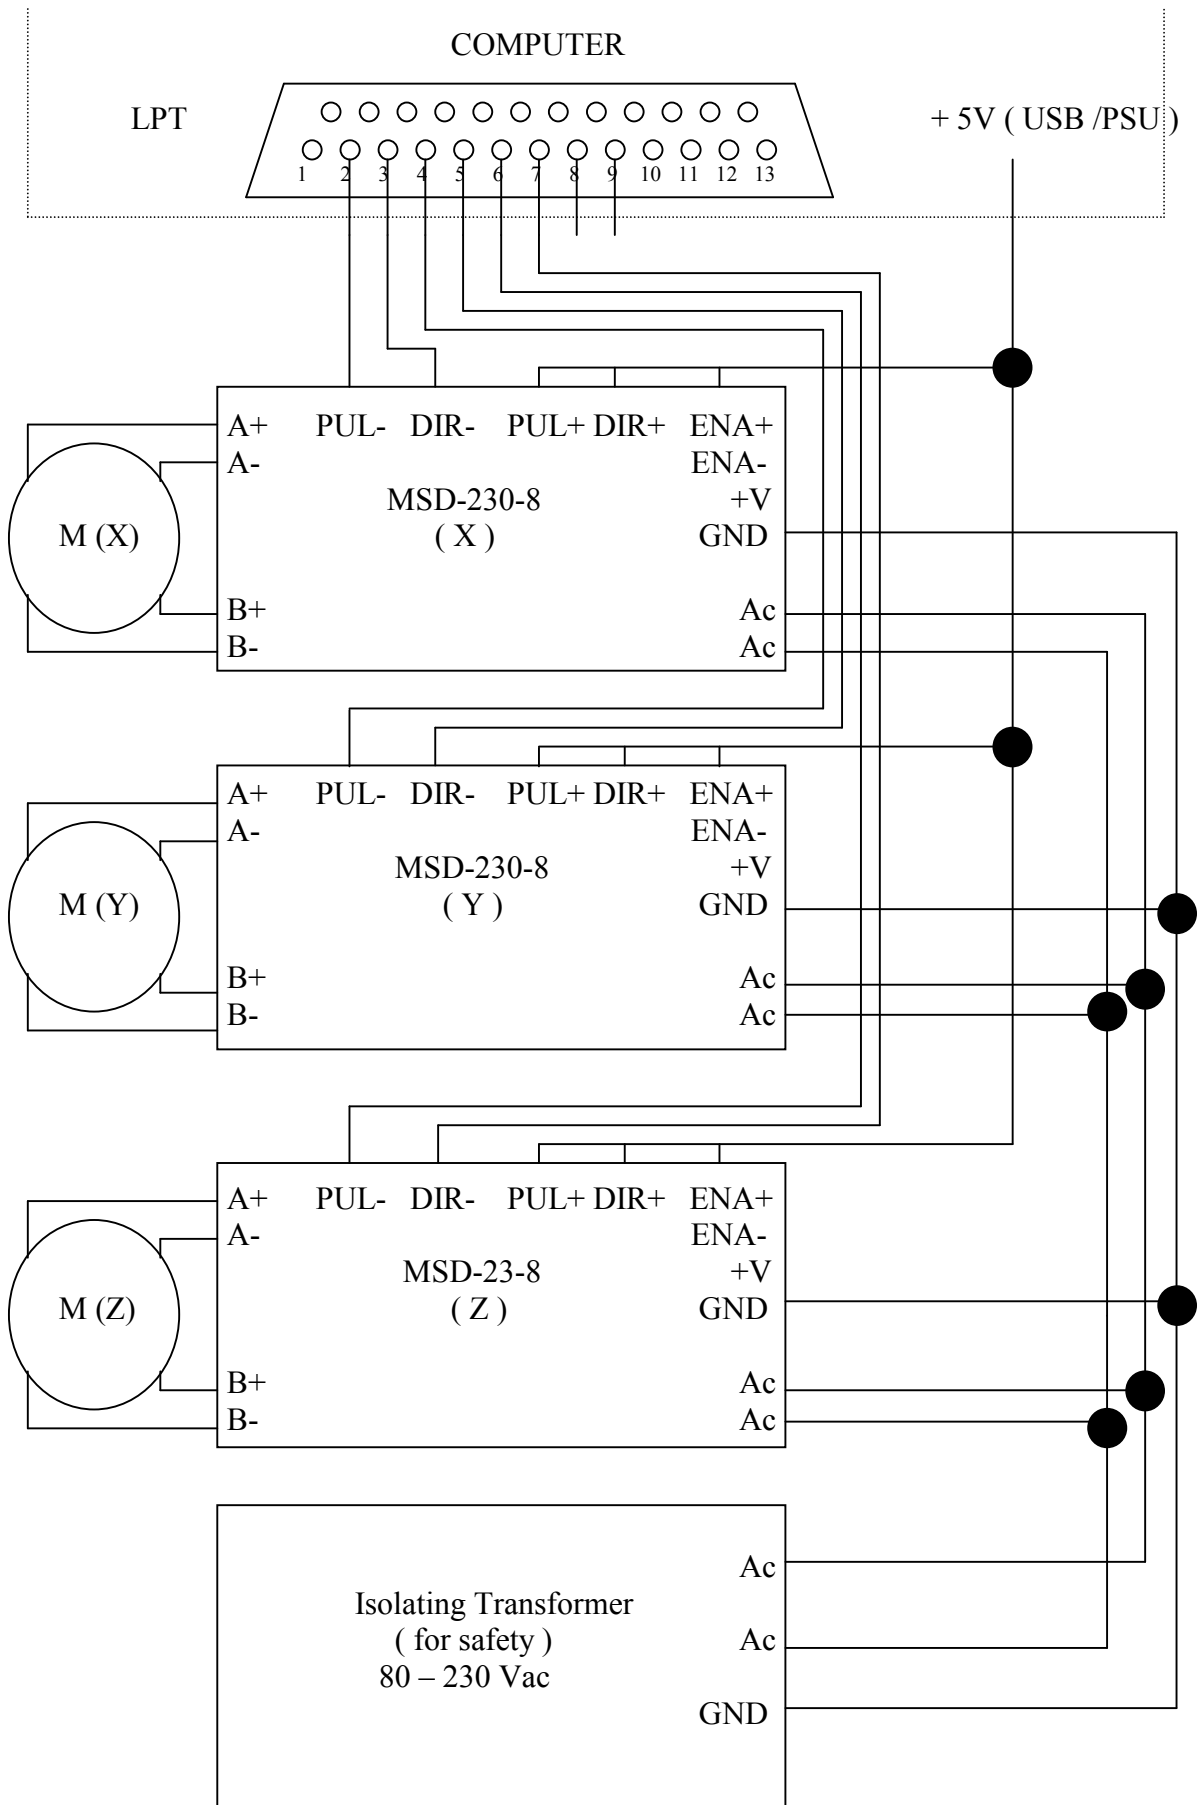 COMPUTER
LPT
+ 5V ( USB /PSU )
1 2 3 4 5 6 7 8 9 10 11 12 13
A+ PUL- DIR- PUL+ DIR+ ENA+
A- ENA-
MSD-230-8 +V
M (X) ( X ) GND
B+ Ac
B- Ac
A+ PUL- DIR- PUL+ DIR+ ENA+
A- ENA-
MSD-230-8 +V
M (Y) ( Y ) GND
B+ Ac
B- Ac
A+ PUL- DIR- PUL+ DIR+ ENA+
A- ENA-
MSD-23-8 +V
M (Z) ( Z ) GND
B+ Ac
B- Ac
Ac
Isolating Transformer
( for safety ) Ac
80 – 230 Vac
GND